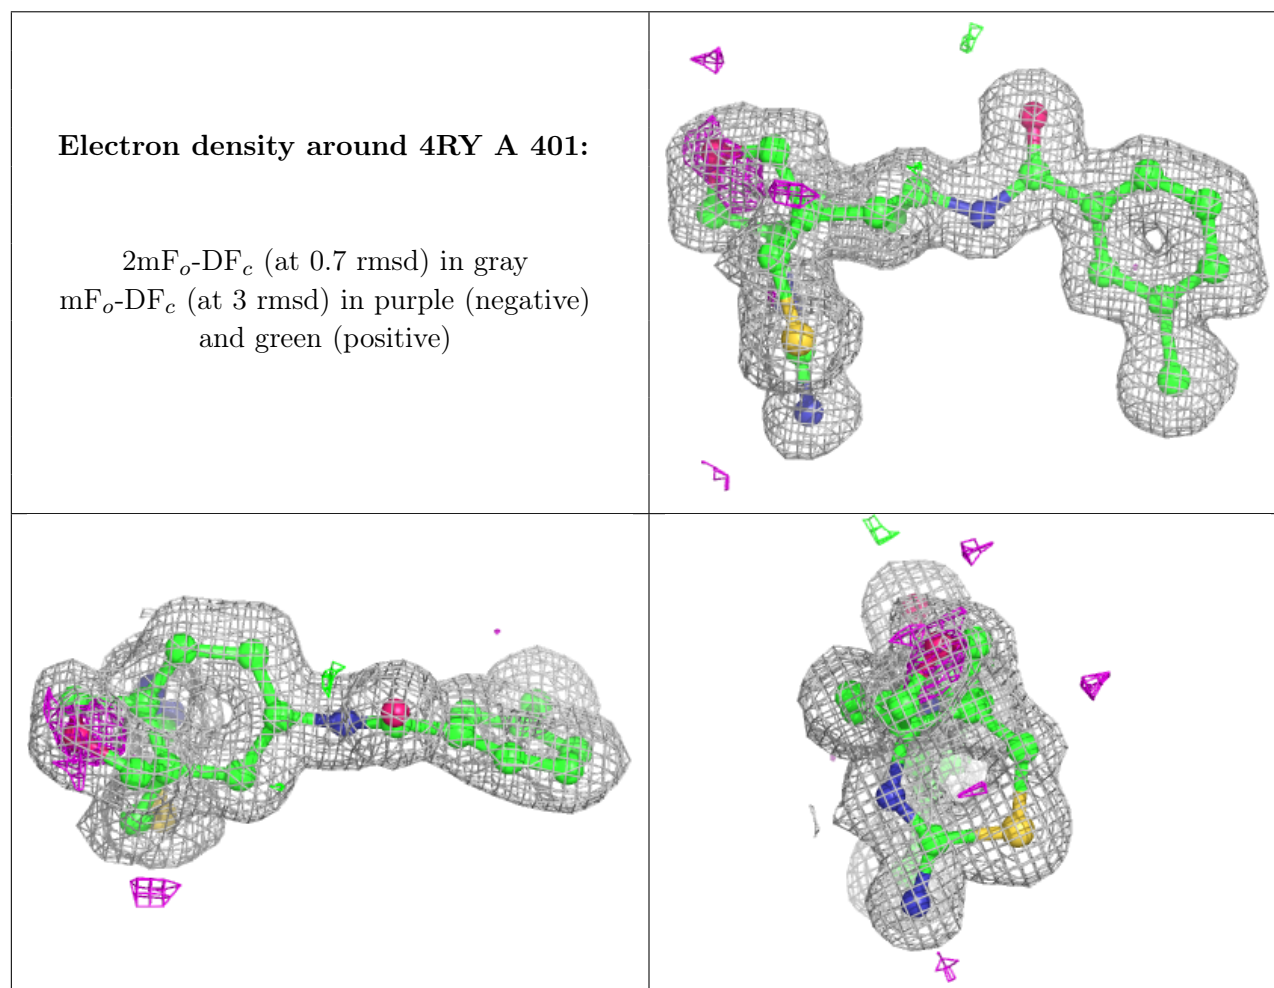 Electron density around 4RY A 401:
2mFo-DFc (at 0.7 rmsd) in gray
mFo-DFc (at 3 rmsd) in purple (negative)
and green (positive)